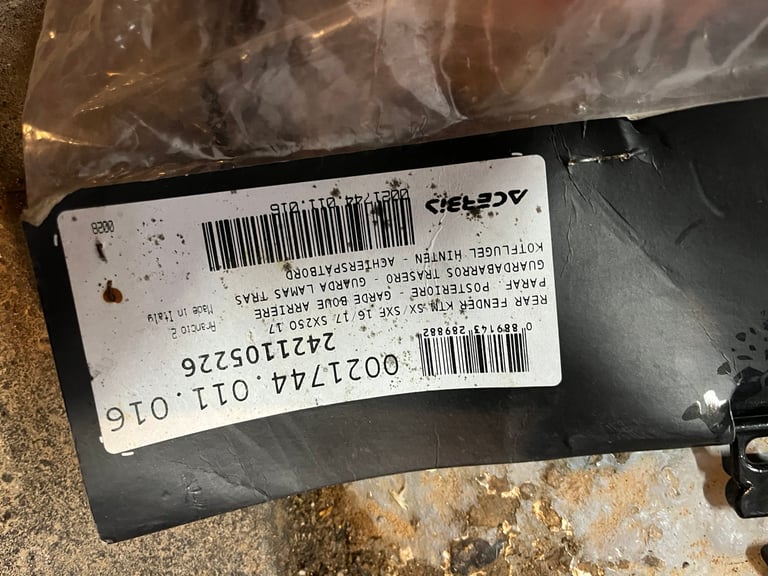 0021744.011.016
2421105226
0 889143 289882
REAR FENDER KTM SX/SXF 16/17 SX250 17
PARAF. POSTERIORE - GARDE BOUE ARRIERE
GUARDABARROS TRASERO - GUARDA LAMAS TRAS
KOTFLUGEL HINTEN - ACHTERSPATBORD
Arancio 2
Made in Italy
ACERBIS
0021744.011.016
0028